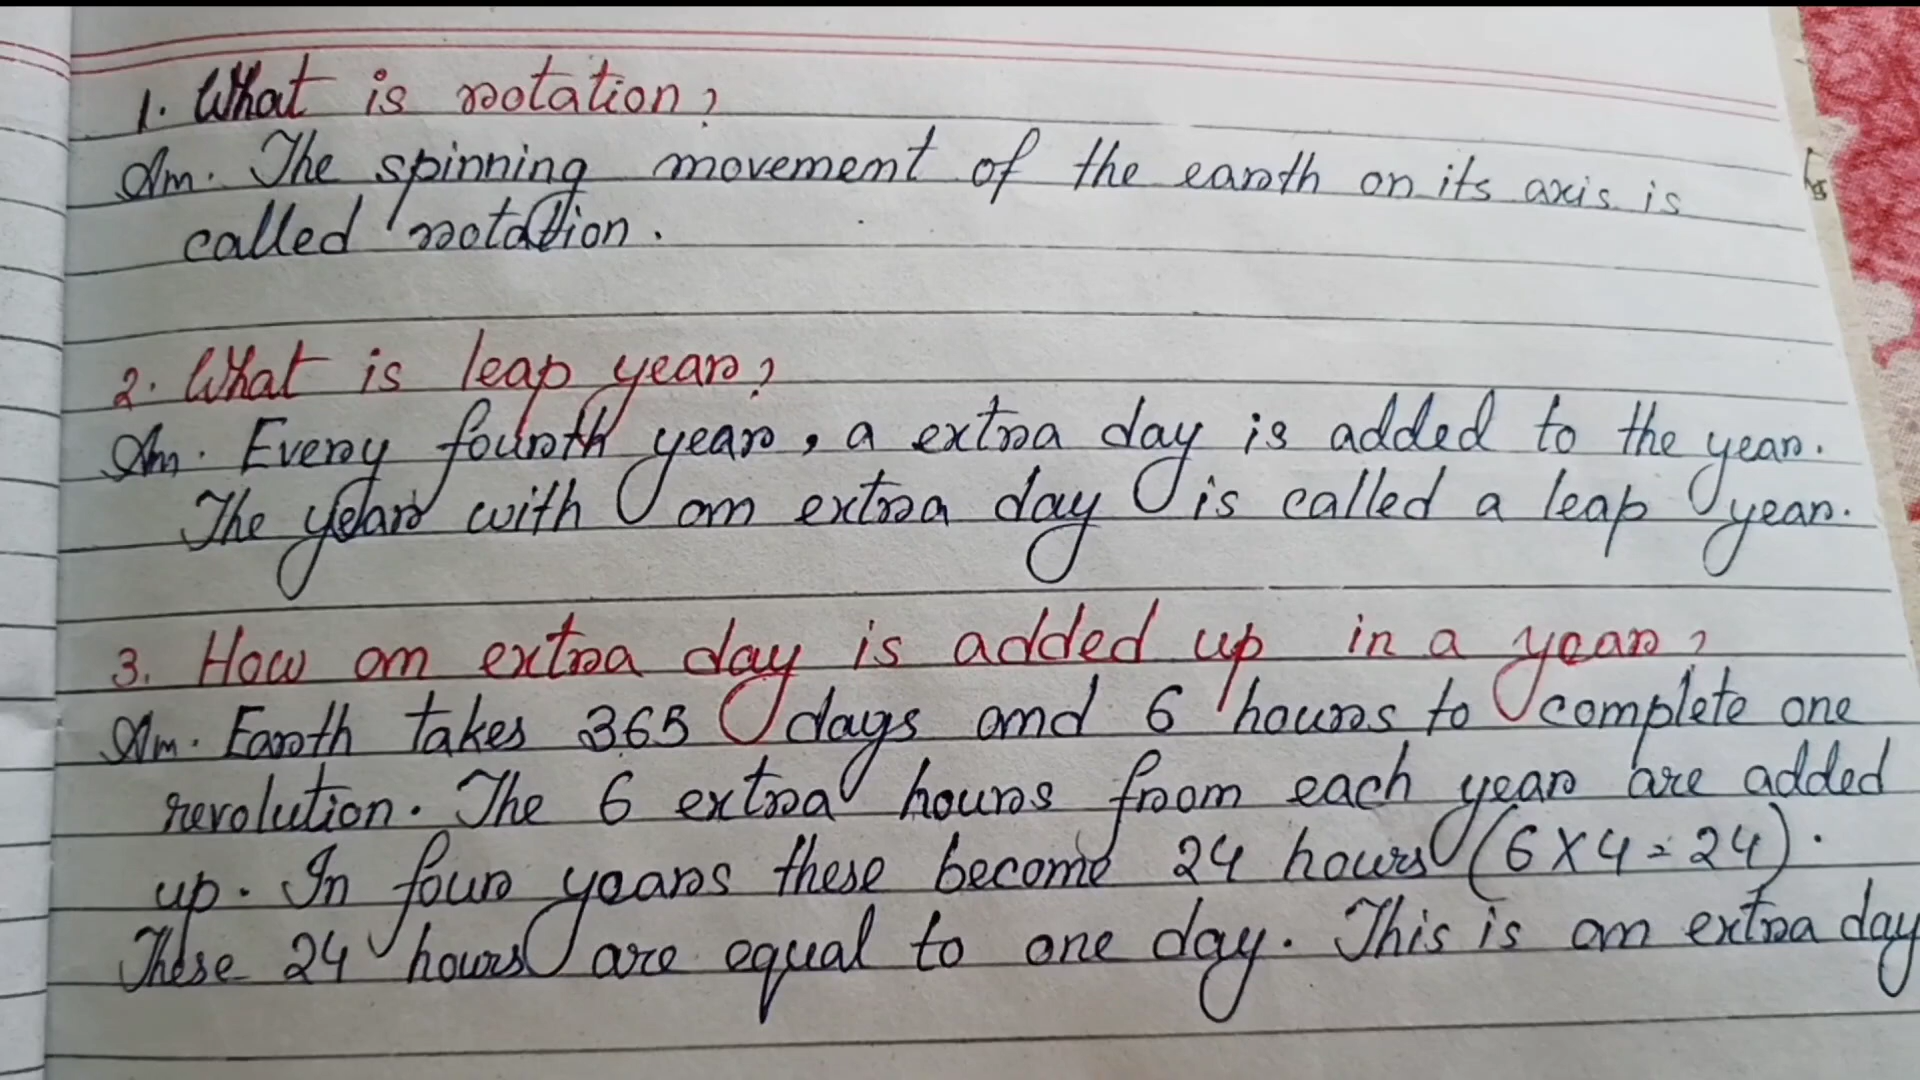 1. What is rotation?
Ans. The spinning movement of the earth on its axis is
called rotation.
2. What is leap year?
Ans. Every fourth year, a extra day is added to the year.
The year with an extra day is called a leap year.
3. How an extra day is added up in a year?
Ans. Earth takes 365 days and 6 hours to complete one
revolution. The 6 extra hours from each year are added
up. In four years these become 24 hours (6×4=24).
These 24 hours are equal to one day. This is an extra day